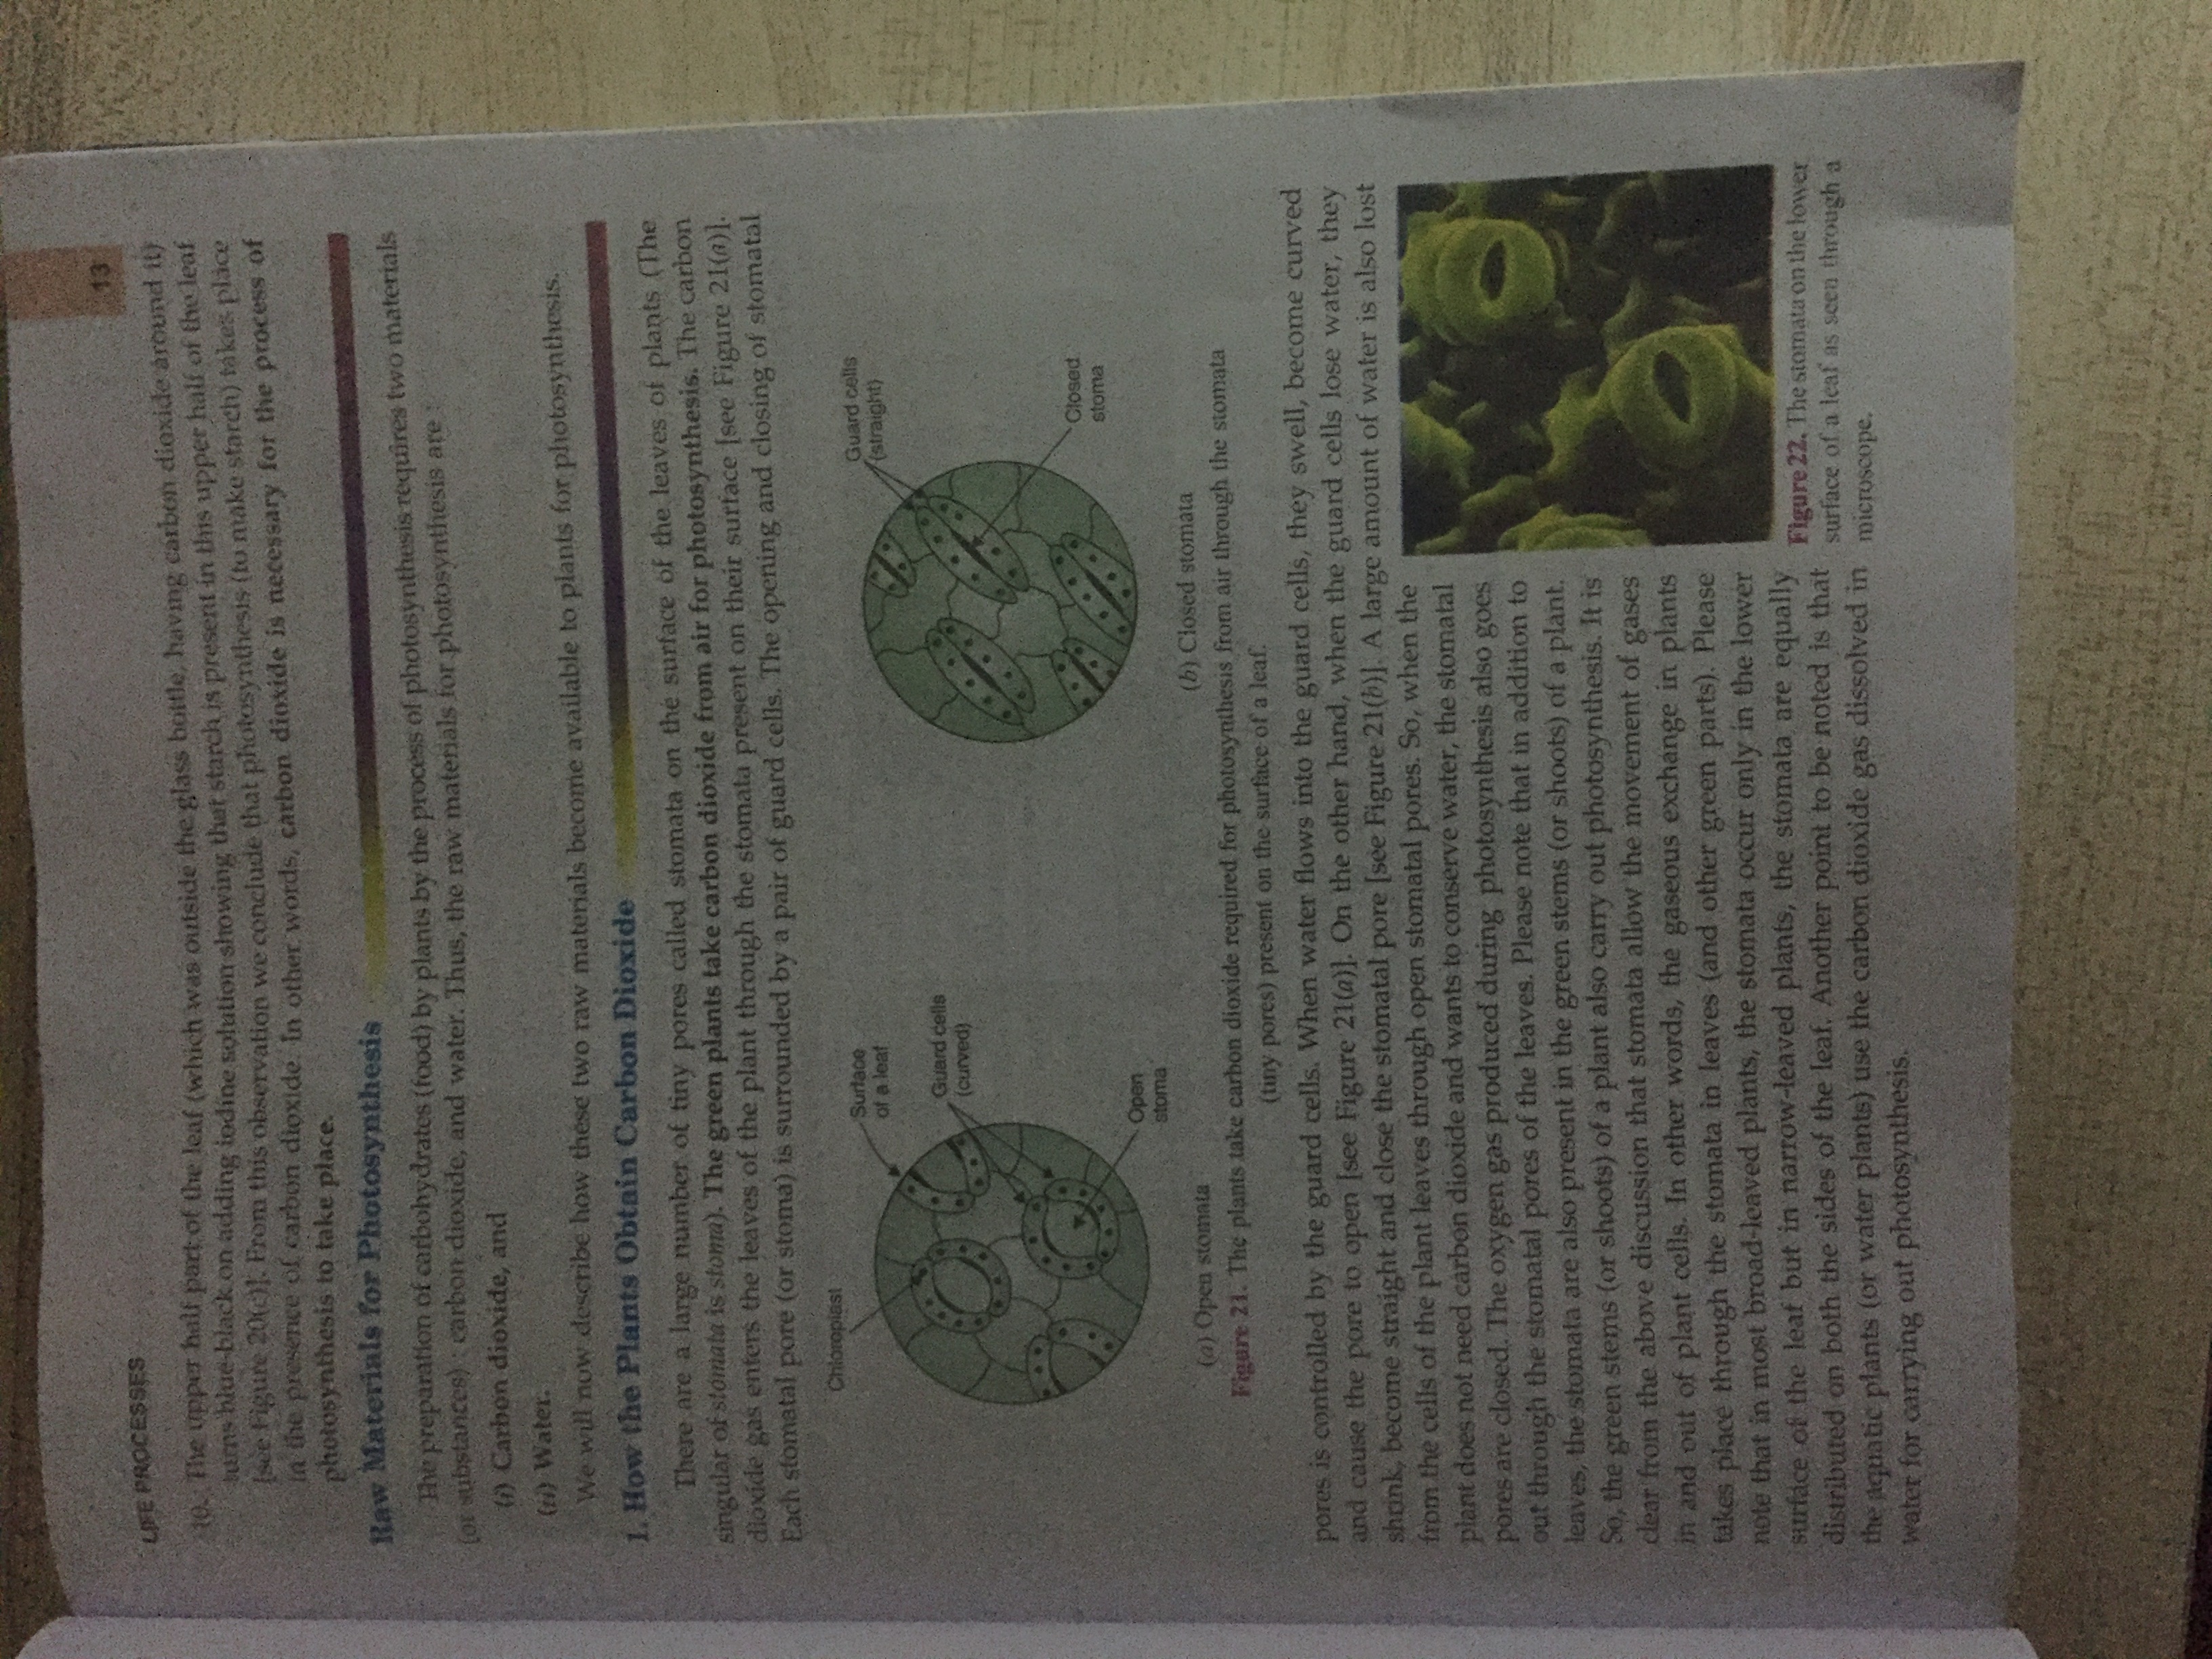 13
LIFE PROCESSES
10. The upper half part of the leaf (which was outside the glass bottle, having carbon dioxide around it)
turns blue-black on adding iodine solution showing that starch is present in this upper half of the leaf
[see Figure 20(c)]. From this observation we conclude that photosynthesis (to make starch) takes place
in the presence of carbon dioxide. In other words, carbon dioxide is necessary for the process of
photosynthesis to take place.
Raw Materials for Photosynthesis
The preparation of carbohydrates (food) by plants by the process of photosynthesis requires two materials
(or substances) : carbon dioxide, and water. Thus, the raw materials for photosynthesis are :
(i) Carbon dioxide, and
(ii) Water.
We will now describe how these two raw materials become available to plants for photosynthesis.
1. How the Plants Obtain Carbon Dioxide
There are a large number of tiny pores called stomata on the surface of the leaves of plants (The
singular of stomata is stoma). The green plants take carbon dioxide from air for photosynthesis. The carbon
dioxide gas enters the leaves of the plant through the stomata present on their surface [see Figure 21(a)].
Each stomatal pore (or stoma) is surrounded by a pair of guard cells. The opening and closing of stomatal
Chloroplast
Surface
of a leaf
Guard cells
(curved)
Open
stoma
(a) Open stomata
Guard cells
(straight)
Closed
stoma
(b) Closed stomata
Figure 21. The plants take carbon dioxide required for photosynthesis from air through the stomata
(tiny pores) present on the surface of a leaf.
pores is controlled by the guard cells. When water flows into the guard cells, they swell, become curved
and cause the pore to open [see Figure 21(a)]. On the other hand, when the guard cells lose water, they
shrink, become straight and close the stomatal pore [see Figure 21(b)]. A large amount of water is also lost
from the cells of the plant leaves through open stomatal pores. So, when the
plant does not need carbon dioxide and wants to conserve water, the stomatal
pores are closed. The oxygen gas produced during photosynthesis also goes
out through the stomatal pores of the leaves. Please note that in addition to
leaves, the stomata are also present in the green stems (or shoots) of a plant.
So, the green stems (or shoots) of a plant also carry out photosynthesis. It is
clear from the above discussion that stomata allow the movement of gases
in and out of plant cells. In other words, the gaseous exchange in plants
takes place through the stomata in leaves (and other green parts). Please
note that in most broad-leaved plants, the stomata occur only in the lower
surface of the leaf but in narrow-leaved plants, the stomata are equally
distributed on both the sides of the leaf. Another point to be noted is that
the aquatic plants (or water plants) use the carbon dioxide gas dissolved in
water for carrying out photosynthesis.
Figure 22. The stomata on the lower
surface of a leaf as seen through a
microscope.